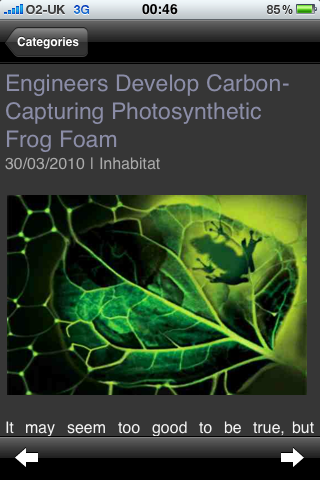 O2-UK 3G 00:46 85%
Categories
Engineers Develop Carbon-
Capturing Photosynthetic
Frog Foam
30/03/2010 | Inhabitat
It may seem too good to be true, but